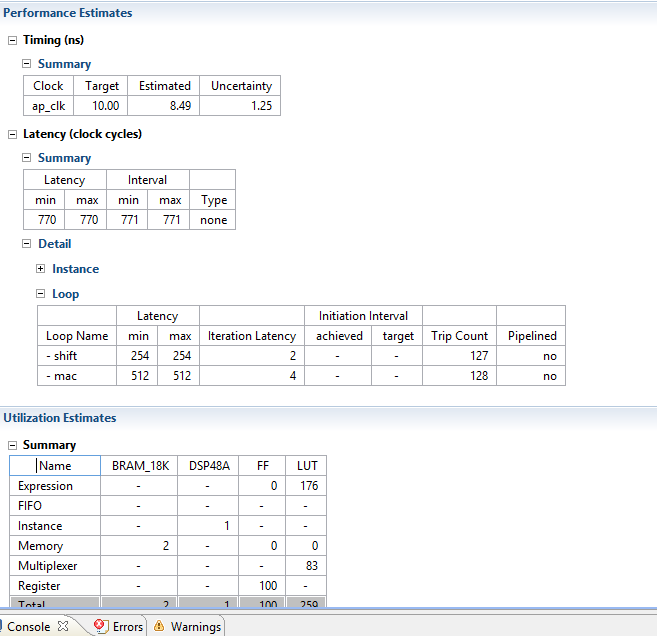 Performance Estimates
Timing (ns)
Summary
Clock Target Estimated Uncertainty
ap_clk 10.00 8.49 1.25
Latency (clock cycles)
Summary
Latency Interval
min max min max Type
770 770 771 771 none
Detail
Instance
Loop
Latency Initiation Interval
Loop Name min max Iteration Latency achieved target Trip Count Pipelined
- shift 254 254 2 - - 127 no
- mac 512 512 4 - - 128 no
Utilization Estimates
Summary
Name BRAM_18K DSP48A FF LUT
Expression - - 0 176
FIFO - - - -
Instance - 1 - -
Memory 2 - 0 0
Multiplexer - - - 83
Register - - 100 -
Total 2 1 100 259
Console Errors Warnings